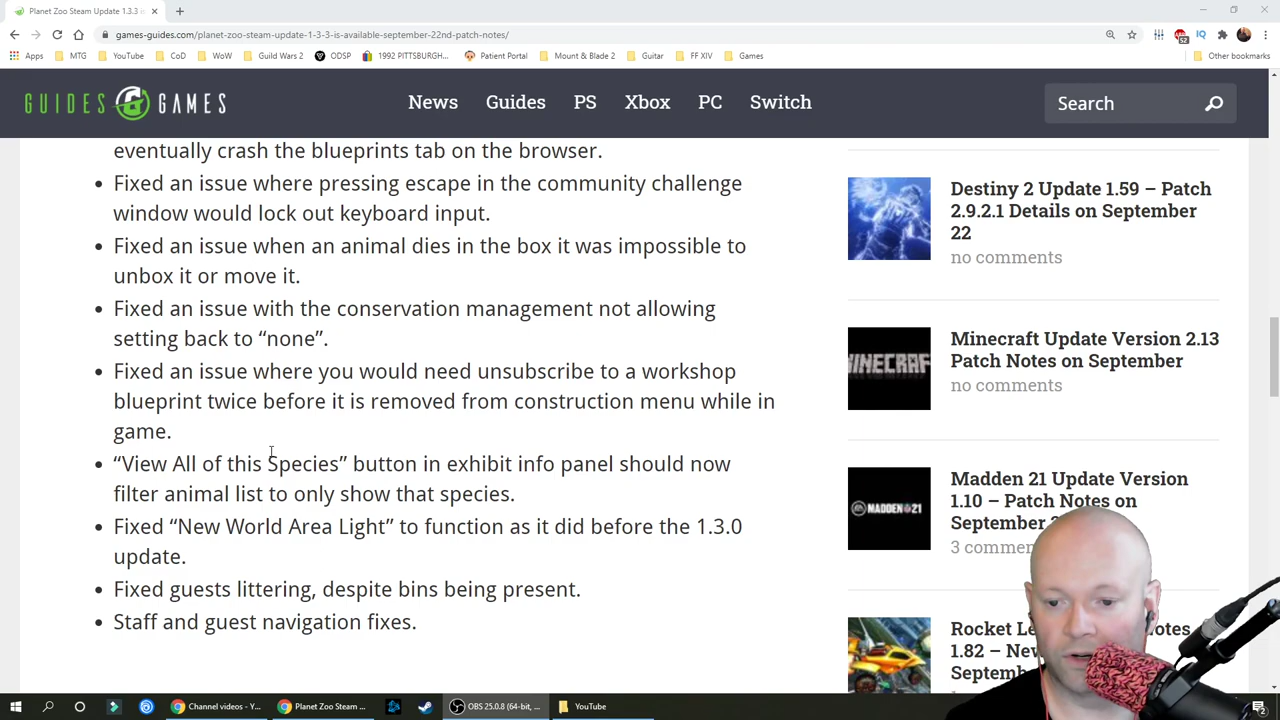 Planet Zoo Steam Update 1.3.3 is
games-guides.com/planet-zoo-steam-update-1-3-3-is-available-september-22nd-patch-notes/
Apps
MTG
YouTube
CoD
WoW
Guild Wars 2
ODSP
1992 PITTSBURGH...
Patient Portal
Mount & Blade 2
Guitar
FF XIV
Games
Other bookmarks
GUIDES GAMES
News
Guides
PS
Xbox
PC
Switch
Search
eventually crash the blueprints tab on the browser.
• Fixed an issue where pressing escape in the community challenge
window would lock out keyboard input.
• Fixed an issue when an animal dies in the box it was impossible to
unbox it or move it.
• Fixed an issue with the conservation management not allowing
setting back to “none”.
• Fixed an issue where you would need unsubscribe to a workshop
blueprint twice before it is removed from construction menu while in
game.
• “View All of this Species” button in exhibit info panel should now
filter animal list to only show that species.
• Fixed “New World Area Light” to function as it did before the 1.3.0
update.
• Fixed guests littering, despite bins being present.
• Staff and guest navigation fixes.
Destiny 2 Update 1.59 – Patch
2.9.2.1 Details on September
22
no comments
MINECRAFT
Minecraft Update Version 2.13
Patch Notes on September
no comments
MADDEN 21
Madden 21 Update Version
1.10 – Patch Notes on
September
3 comme
Rocket Le
1.82 – Ne
Septem
Channel videos - Y...
Planet Zoo Steam ...
OBS 25.0.8 (64-bit, ...
YouTube